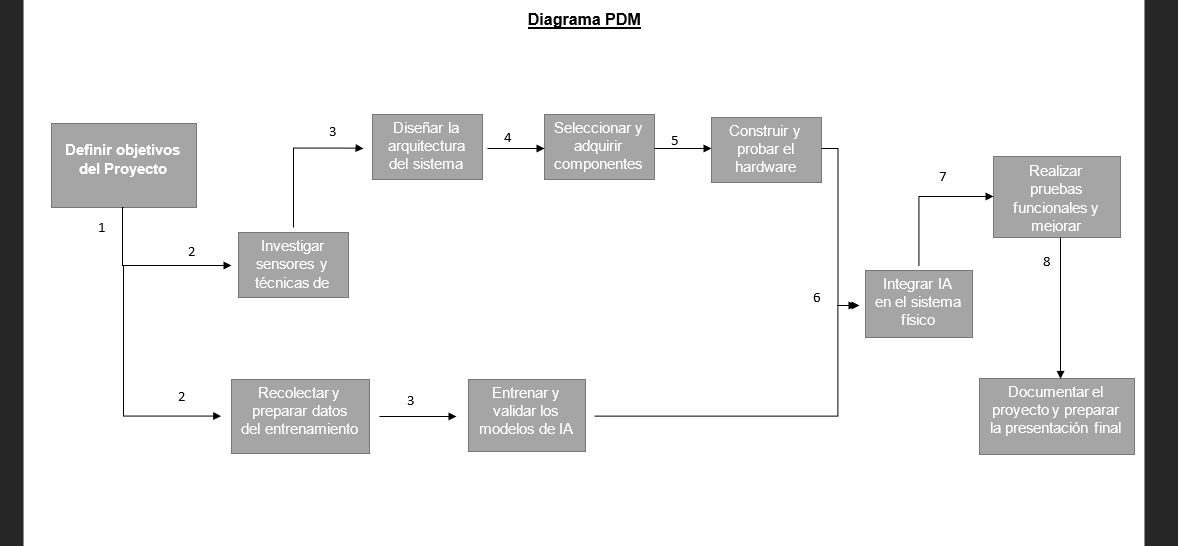 Diagrama PDM
Definir objetivos
del Proyecto
1
2
Investigar
sensores y
técnicas de
3
Diseñar la
arquitectura
del sistema
4
Seleccionar y
adquirir
componentes
5
Construir y
probar el
hardware
2
Recolectar y
preparar datos
del entrenamiento
3
Entrenar y
validar los
modelos de IA
6
Integrar IA
en el sistema
físico
7
Realizar
pruebas
funcionales y
mejorar
8
Documentar el
proyecto y preparar
la presentación final